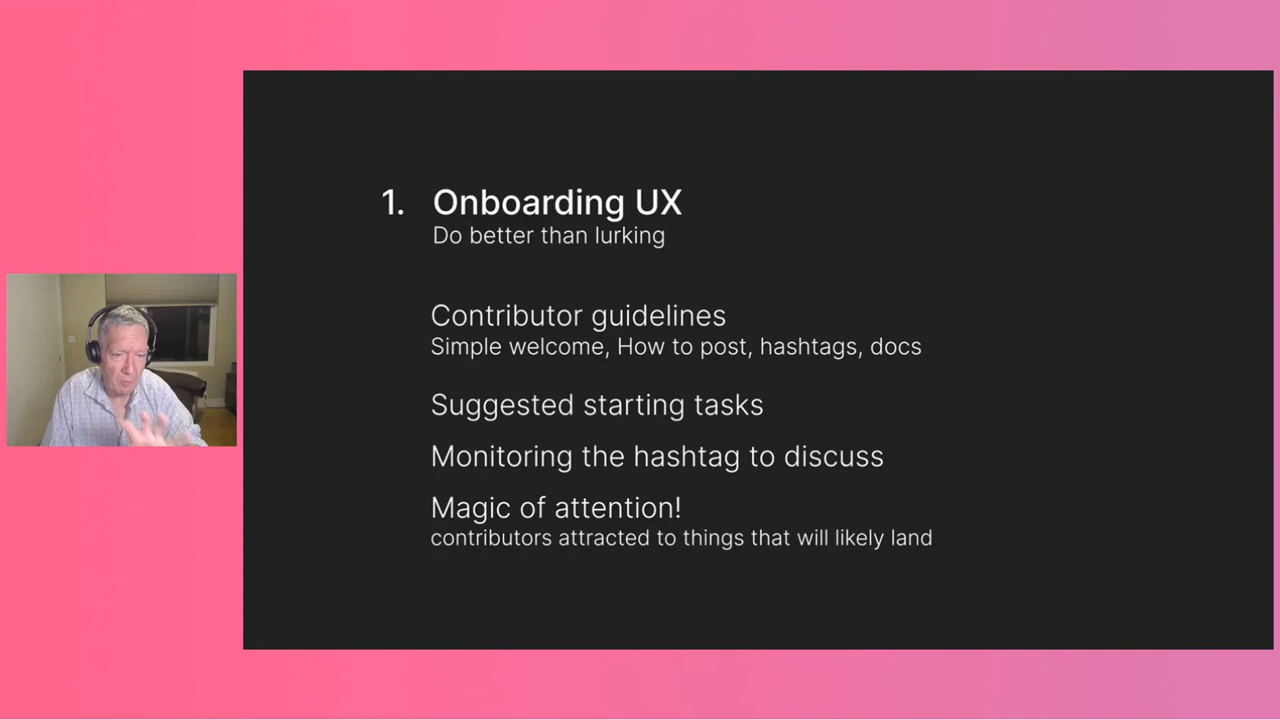 1. Onboarding UX
Do better than lurking
Contributor guidelines
Simple welcome, How to post, hashtags, docs
Suggested starting tasks
Monitoring the hashtag to discuss
Magic of attention!
contributors attracted to things that will likely land